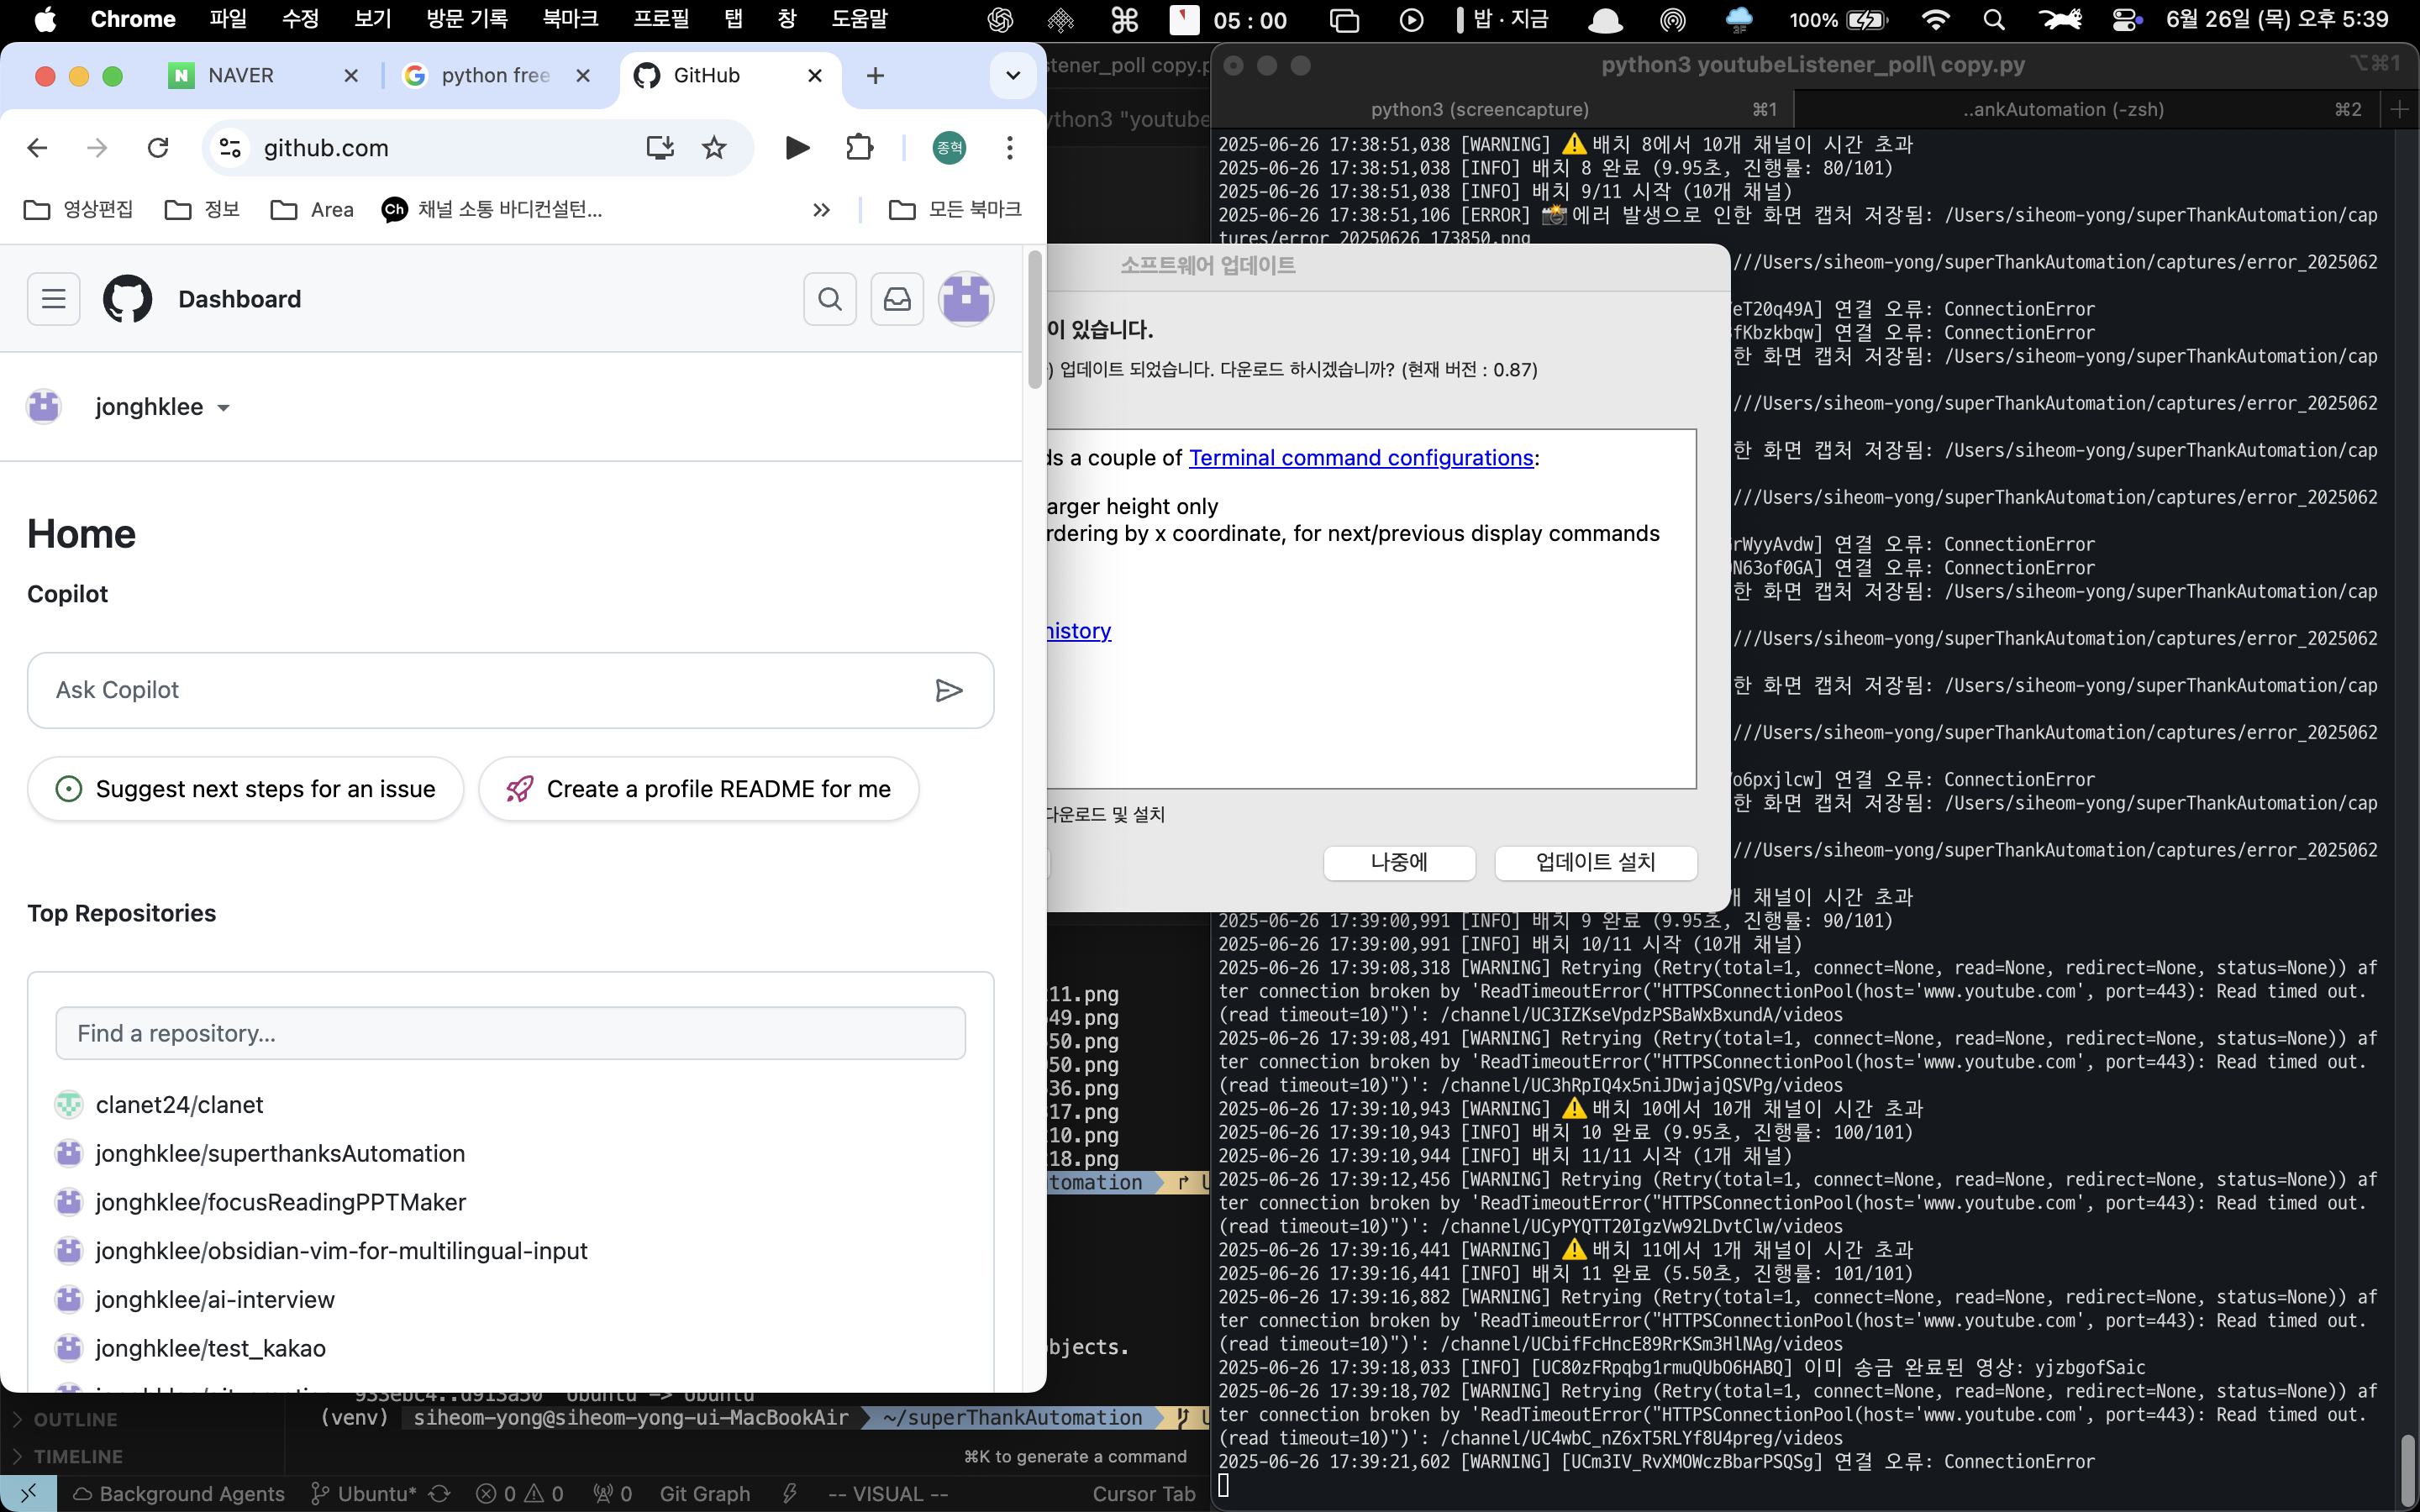 Chrome 파일 수정 보기 방문 기록 북마크 프로필 탭 창 도움말 05 : 00 밥 · 지금 100% 6월 26일 (목) 오후 5:39
NAVER
python free
GitHub
github.com
종혁
영상편집
정보
Area
채널 소통 바디컨설턴...
모든 북마크
Dashboard
jonghklee
Home
Copilot
Ask Copilot
Suggest next steps for an issue
Create a profile README for me
Top Repositories
Find a repository...
clanet24/clanet
jonghklee/superthanksAutomation
jonghklee/focusReadingPPTMaker
jonghklee/obsidian-vim-for-multilingual-input
jonghklee/ai-interview
jonghklee/test_kakao
소프트웨어 업데이트
이 있습니다.
) 업데이트 되었습니다. 다운로드 하시겠습니까? (현재 버전 : 0.87)
ds a couple of Terminal command configurations:
arger height only
rdering by x coordinate, for next/previous display commands
history
다운로드 및 설치
나중에
업데이트 설치
stener_poll copy.p
ython3 "youtube
11.png
49.png
50.png
50.png
36.png
17.png
10.png
18.png
tomation
bjects.
(venv) siheom-yong@siheom-yong-ui-MacBookAir ~/superThankAutomation
⌘K to generate a command
OUTLINE
TIMELINE
Background Agents Ubuntu* 0 0 0 Git Graph -- VISUAL -- Cursor Tab
python3 youtubeListener_poll\ copy.py ⌥⌘1
python3 (screencapture) ⌘1
..ankAutomation (-zsh) ⌘2
2025-06-26 17:38:51,038 [WARNING] ⚠️ 배치 8에서 10개 채널이 시간 초과
2025-06-26 17:38:51,038 [INFO] 배치 8 완료 (9.95초, 진행률: 80/101)
2025-06-26 17:38:51,038 [INFO] 배치 9/11 시작 (10개 채널)
2025-06-26 17:38:51,106 [ERROR] 📸 에러 발생으로 인한 화면 캡처 저장됨: /Users/siheom-yong/superThankAutomation/cap
tures/error_20250626_173850.png
///Users/siheom-yong/superThankAutomation/captures/error_2025062
eT20q49A] 연결 오류: ConnectionError
fKbzkbqw] 연결 오류: ConnectionError
한 화면 캡처 저장됨: /Users/siheom-yong/superThankAutomation/cap
///Users/siheom-yong/superThankAutomation/captures/error_2025062
한 화면 캡처 저장됨: /Users/siheom-yong/superThankAutomation/cap
///Users/siheom-yong/superThankAutomation/captures/error_2025062
rWyyAvdw] 연결 오류: ConnectionError
N63of0GA] 연결 오류: ConnectionError
한 화면 캡처 저장됨: /Users/siheom-yong/superThankAutomation/cap
///Users/siheom-yong/superThankAutomation/captures/error_2025062
한 화면 캡처 저장됨: /Users/siheom-yong/superThankAutomation/cap
///Users/siheom-yong/superThankAutomation/captures/error_2025062
o6pxjlcw] 연결 오류: ConnectionError
한 화면 캡처 저장됨: /Users/siheom-yong/superThankAutomation/cap
///Users/siheom-yong/superThankAutomation/captures/error_2025062
개 채널이 시간 초과
2025-06-26 17:39:00,991 [INFO] 배치 9 완료 (9.95초, 진행률: 90/101)
2025-06-26 17:39:00,991 [INFO] 배치 10/11 시작 (10개 채널)
2025-06-26 17:39:08,318 [WARNING] Retrying (Retry(total=1, connect=None, read=None, redirect=None, status=None)) af
ter connection broken by 'ReadTimeoutError("HTTPSConnectionPool(host='www.youtube.com', port=443): Read timed out.
(read timeout=10)")': /channel/UC3IZKseVpdzPSBaWxBxundA/videos
2025-06-26 17:39:08,491 [WARNING] Retrying (Retry(total=1, connect=None, read=None, redirect=None, status=None)) af
ter connection broken by 'ReadTimeoutError("HTTPSConnectionPool(host='www.youtube.com', port=443): Read timed out.
(read timeout=10)")': /channel/UC3hRpIQ4x5niJDwjajQSVPg/videos
2025-06-26 17:39:10,943 [WARNING] ⚠️ 배치 10에서 10개 채널이 시간 초과
2025-06-26 17:39:10,943 [INFO] 배치 10 완료 (9.95초, 진행률: 100/101)
2025-06-26 17:39:10,944 [INFO] 배치 11/11 시작 (1개 채널)
2025-06-26 17:39:12,456 [WARNING] Retrying (Retry(total=1, connect=None, read=None, redirect=None, status=None)) af
ter connection broken by 'ReadTimeoutError("HTTPSConnectionPool(host='www.youtube.com', port=443): Read timed out.
(read timeout=10)")': /channel/UCyPYQTT20IgzVw92LDvtClw/videos
2025-06-26 17:39:16,441 [WARNING] ⚠️ 배치 11에서 1개 채널이 시간 초과
2025-06-26 17:39:16,441 [INFO] 배치 11 완료 (5.50초, 진행률: 101/101)
2025-06-26 17:39:16,882 [WARNING] Retrying (Retry(total=1, connect=None, read=None, redirect=None, status=None)) af
ter connection broken by 'ReadTimeoutError("HTTPSConnectionPool(host='www.youtube.com', port=443): Read timed out.
(read timeout=10)")': /channel/UCbifFcHncE89RrKSm3HlNAg/videos
2025-06-26 17:39:18,033 [INFO] [UC80zFRpqbg1rmuQUbO6HABQ] 이미 송금 완료된 영상: yjzbgofSaic
2025-06-26 17:39:18,702 [WARNING] Retrying (Retry(total=1, connect=None, read=None, redirect=None, status=None)) af
ter connection broken by 'ReadTimeoutError("HTTPSConnectionPool(host='www.youtube.com', port=443): Read timed out.
(read timeout=10)")': /channel/UC4wbC_nZ6xT5RLYf8U4preg/videos
2025-06-26 17:39:21,602 [WARNING] [UCm3IV_RvXMOWczBbarPSQSg] 연결 오류: ConnectionError